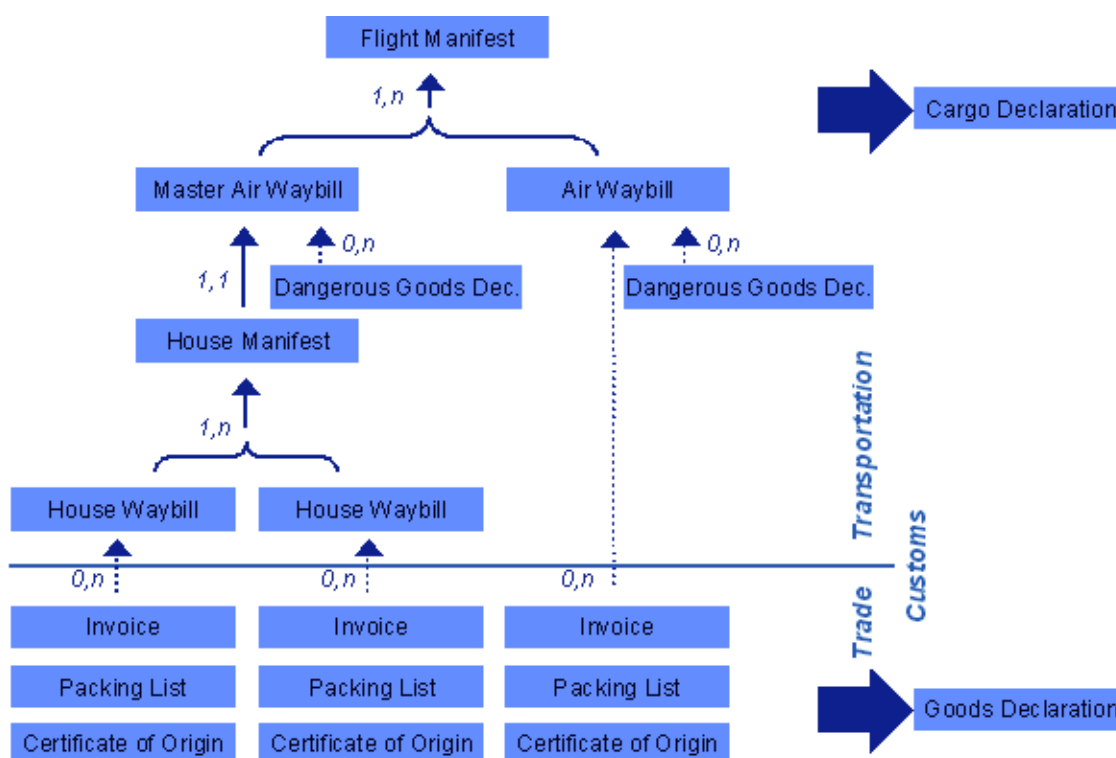 Flight Manifest
1,n
Cargo Declaration
Master Air Waybill
Air Waybill
0,n
0,n
1,1
Dangerous Goods Dec.
Dangerous Goods Dec.
House Manifest
1,n
Transportation
House Waybill
House Waybill
Customs
0,n
0,n
0,n
Trade
Invoice
Invoice
Invoice
Packing List
Packing List
Packing List
Goods Declaration
Certificate of Origin
Certificate of Origin
Certificate of Origin